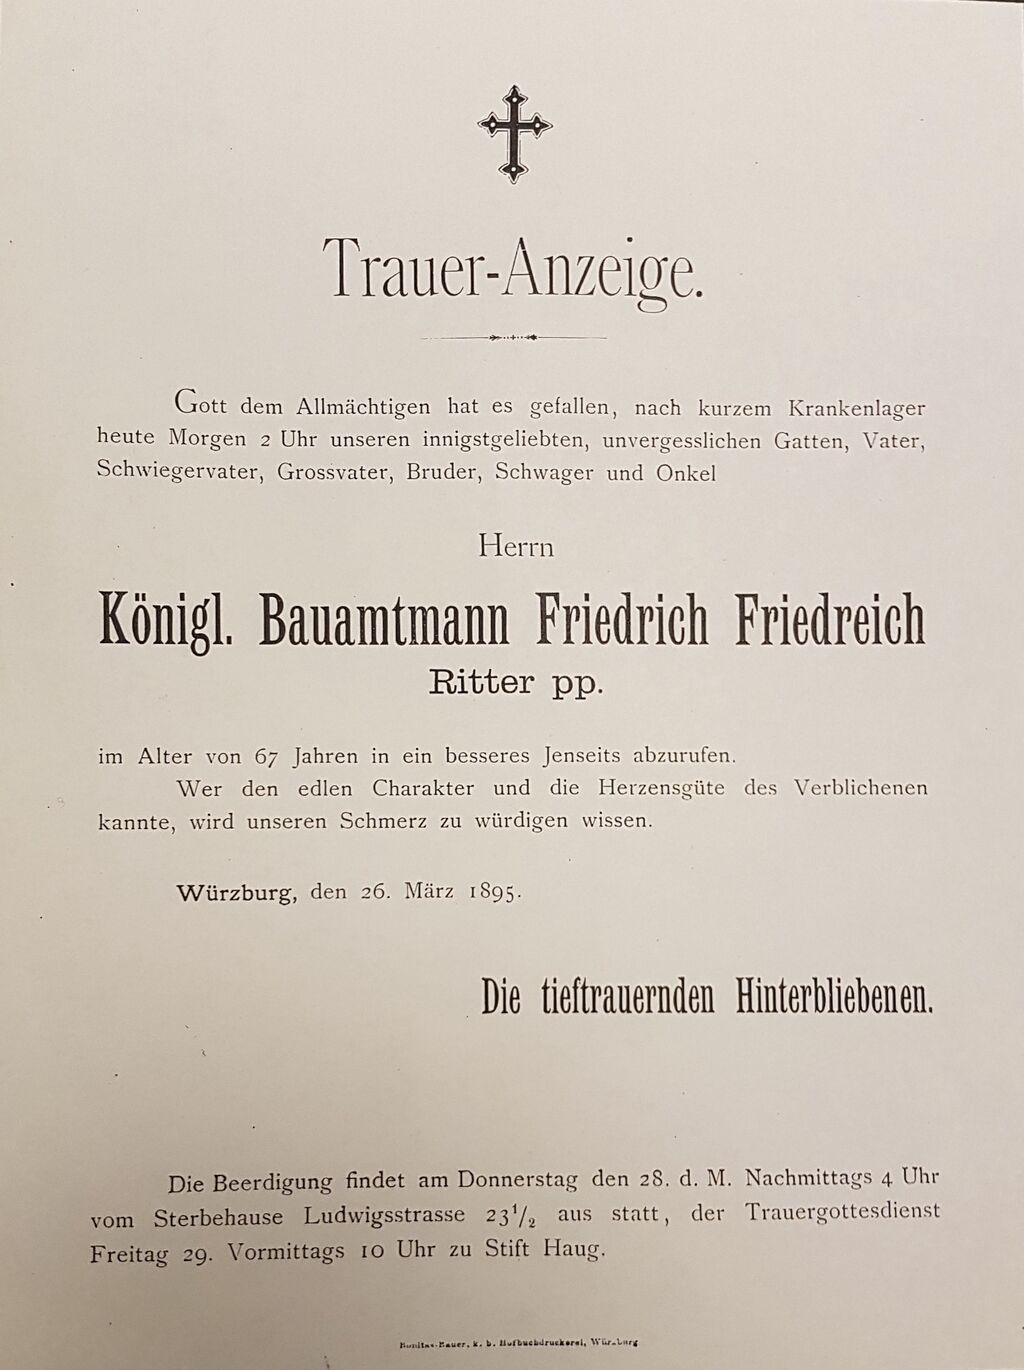 Trauer-Anzeige.
Gott dem Allmächtigen hat es gefallen, nach kurzem Krankenlager
heute Morgen 2 Uhr unseren innigstgeliebten, unvergesslichen Gatten, Vater,
Schwiegervater, Grossvater, Bruder, Schwager und Onkel
Herrn
Königl. Bauamtmann Friedrich Friedreich
Ritter pp.
im Alter von 67 Jahren in ein besseres Jenseits abzurufen.
Wer den edlen Charakter und die Herzensgüte des Verblichenen
kannte, wird unseren Schmerz zu würdigen wissen.
Würzburg, den 26. März 1895.
Die tieftrauernden Hinterbliebenen.
Die Beerdigung findet am Donnerstag den 28. d. M. Nachmittags 4 Uhr
vom Sterbehause Ludwigsstrasse 23 1/2 aus statt, der Trauergottesdienst
Freitag 29. Vormittags 10 Uhr zu Stift Haug.
Bonitas-Bauer, k. b. Hofbuchdruckerei, Würzburg